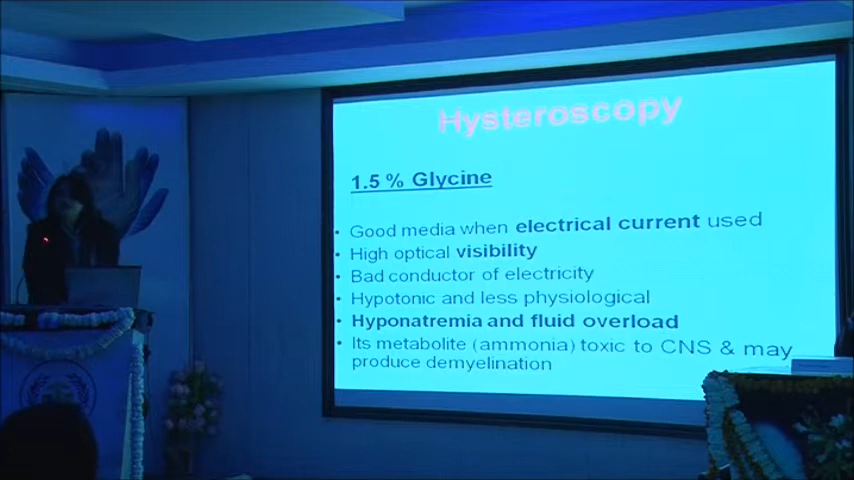 Hysteroscopy
1.5 % Glycine
• Good media when electrical current used
• High optical visibility
• Bad conductor of electricity
• Hypotonic and less physiological
• Hyponatremia and fluid overload
• Its metabolite (ammonia) toxic to CNS & may
produce demyelination